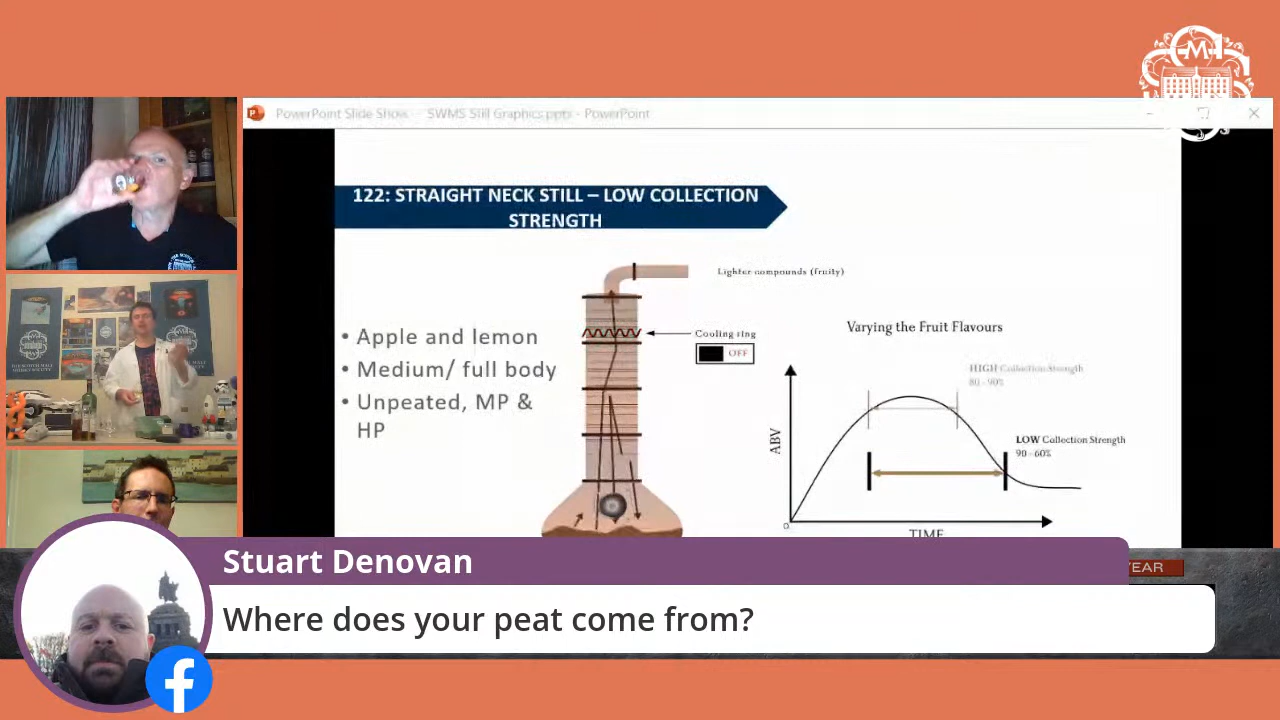 M
PowerPoint Slide Show - SWMS Still Graphics.pptx - PowerPoint
122: STRAIGHT NECK STILL – LOW COLLECTION
STRENGTH
• Apple and lemon
• Medium/ full body
• Unpeated, MP &
HP
Lighter compounds (fruity)
Cooling ring
OFF
Varying the Fruit Flavours
HIGH Collection Strength
80 - 90%
LOW Collection Strength
90 - 60%
ABV
0
TIME
YEAR
Stuart Denovan
Where does your peat come from?